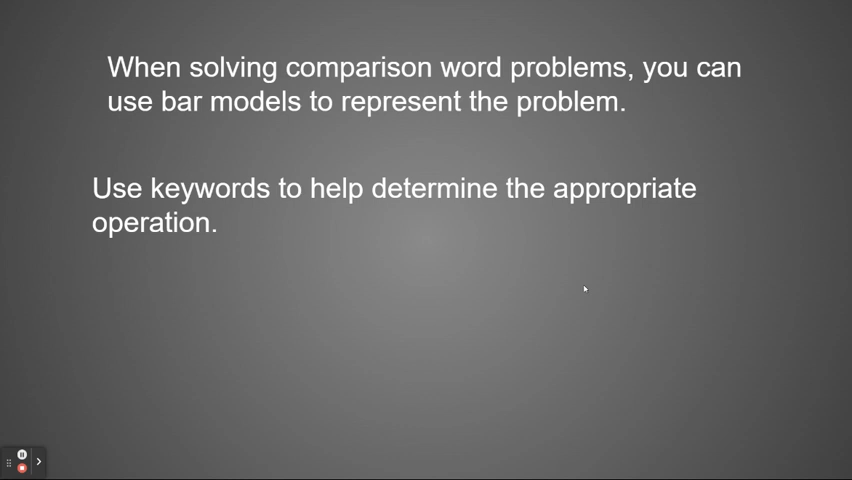 When solving comparison word problems, you can
use bar models to represent the problem.
Use keywords to help determine the appropriate
operation.